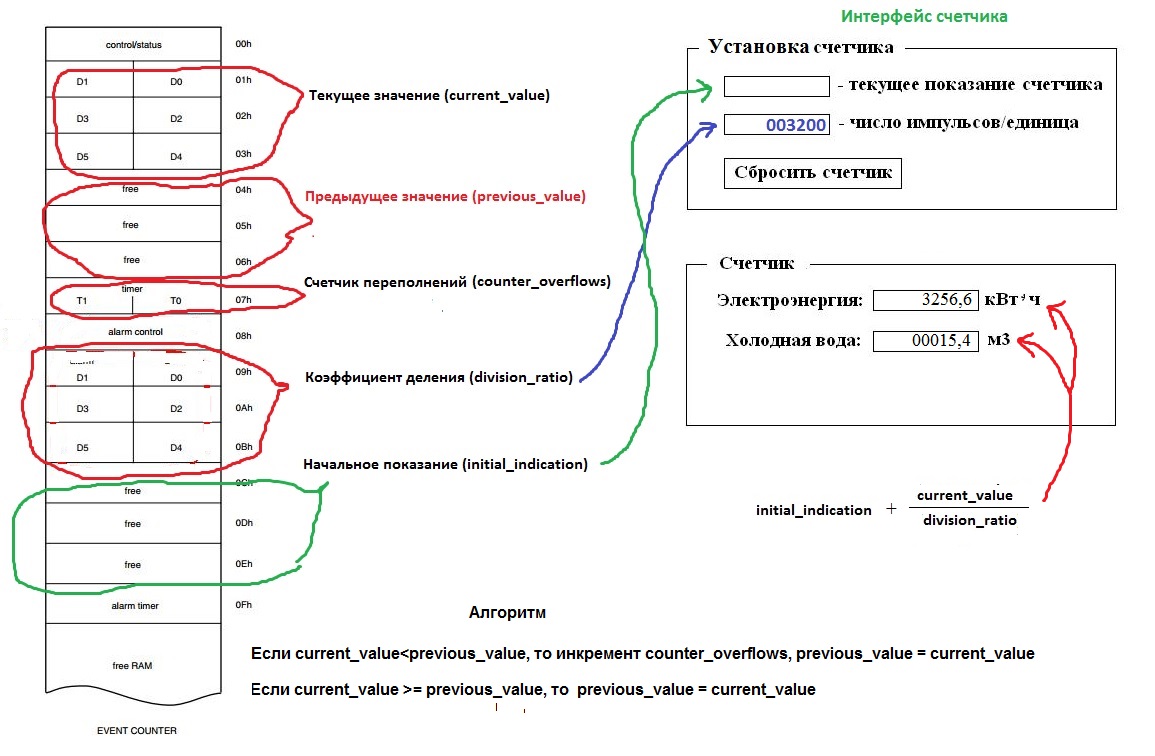 Интерфейс счетчика
control/status 00h
D1 D0 01h
D3 D2 02h
D5 D4 03h
free 04h
free 05h
free 06h
timer
T1 T0 07h
alarm control 08h
D1 D0 09h
D3 D2 0Ah
D5 D4 0Bh
free 0Ch
free 0Dh
free 0Eh
alarm timer 0Fh
free RAM
EVENT COUNTER
Текущее значение (current_value)
Предыдущее значение (previous_value)
Счетчик переполнений (counter_overflows)
Коэффициент деления (division_ratio)
Начальное показание (initial_indication)
Установка счетчика
- текущее показание счетчика
003200 - число импульсов/единица
Сбросить счетчик
Счетчик
Электроэнергия: 3256,6 кВт*ч
Холодная вода: 00015,4 м3
initial_indication + current_value
division_ratio
Алгоритм
Если current_value<previous_value, то инкремент counter_overflows, previous_value = current_value
Если current_value >= previous_value, то previous_value = current_value